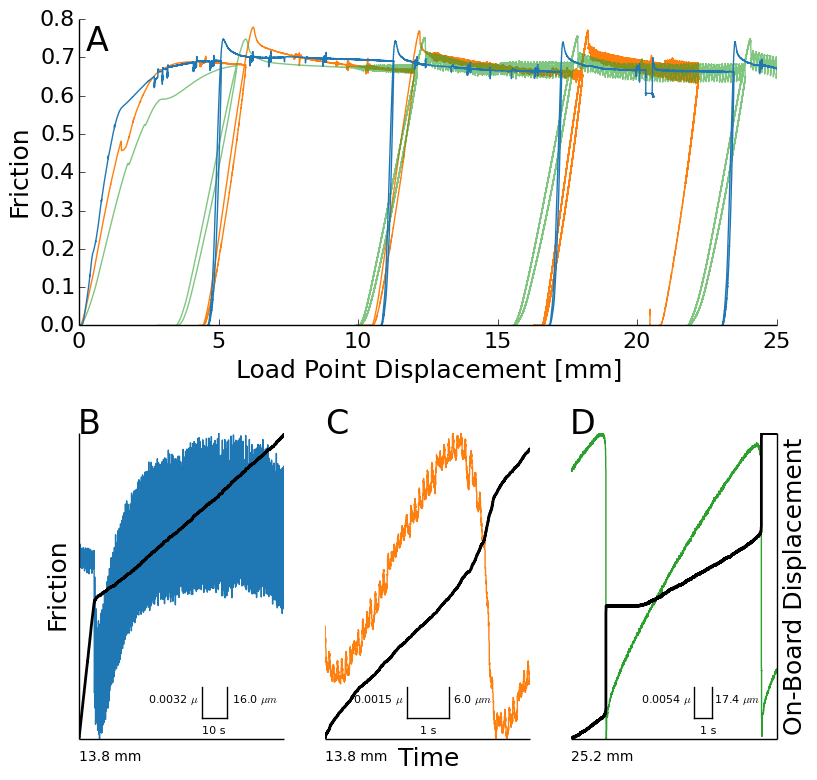 A
Friction
0.8
0.7
0.6
0.5
0.4
0.3
0.2
0.1
0.0
0 5 10 15 20 25
Load Point Displacement [mm]
B C D
Friction
On-Board Displacement
0.0032 μ 16.0 μm
10 s
0.0015 μ 6.0 μm
1 s
0.0054 μ 17.4 μm
1 s
13.8 mm 13.8 mm 25.2 mm
Time